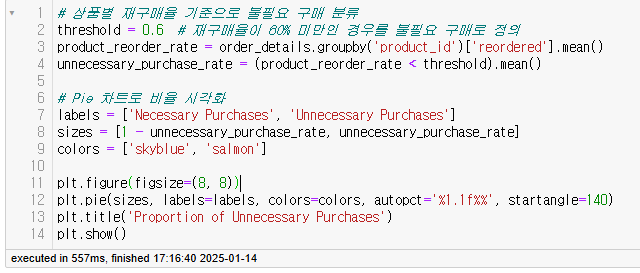 1 # 상품별 재구매율 기준으로 불필요 구매 분류
2 threshold = 0.6 # 재구매율이 60% 미만인 경우를 불필요 구매로 정의
3 product_reorder_rate = order_details.groupby('product_id')['reordered'].mean()
4 unnecessary_purchase_rate = (product_reorder_rate < threshold).mean()
5
6 # Pie 차트로 비율 시각화
7 labels = ['Necessary Purchases', 'Unnecessary Purchases']
8 sizes = [1 - unnecessary_purchase_rate, unnecessary_purchase_rate]
9 colors = ['skyblue', 'salmon']
10
11 plt.figure(figsize=(8, 8))
12 plt.pie(sizes, labels=labels, colors=colors, autopct='%1.1f%%', startangle=140)
13 plt.title('Proportion of Unnecessary Purchases')
14 plt.show()
executed in 557ms, finished 17:16:40 2025-01-14